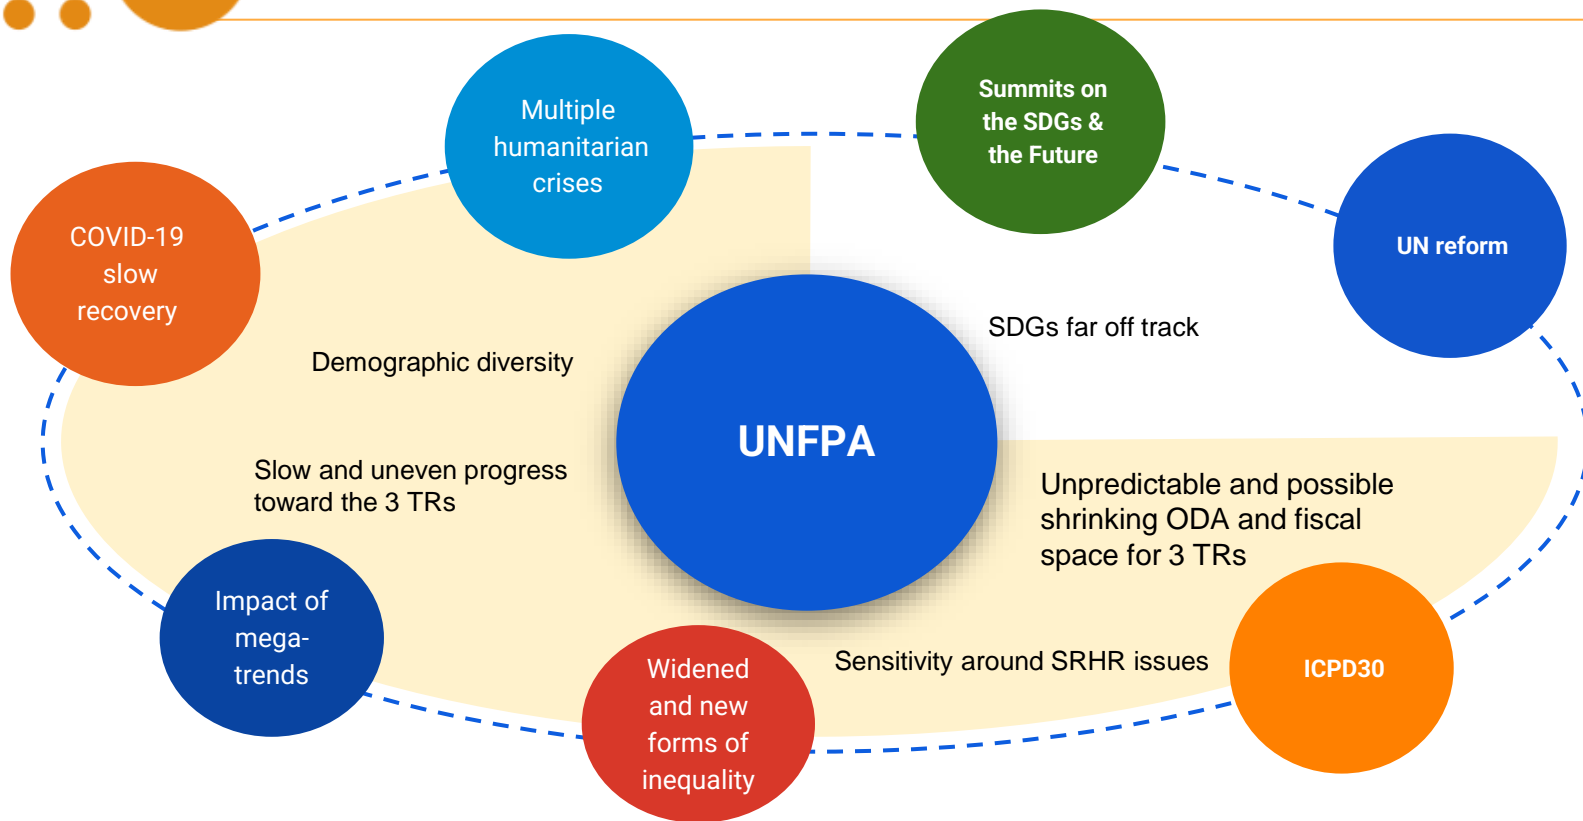 Summits on
the SDGs &
the Future
Multiple
humanitarian
crises
UN reform
COVID-19
slow
recovery
SDGs far off track
Demographic diversity
UNFPA
Slow and uneven progress
toward the 3 TRs
Unpredictable and possible
shrinking ODA and fiscal
space for 3 TRs
Impact of
mega-
trends
Sensitivity around SRHR issues
ICPD30
Widened
and new
forms of
inequality